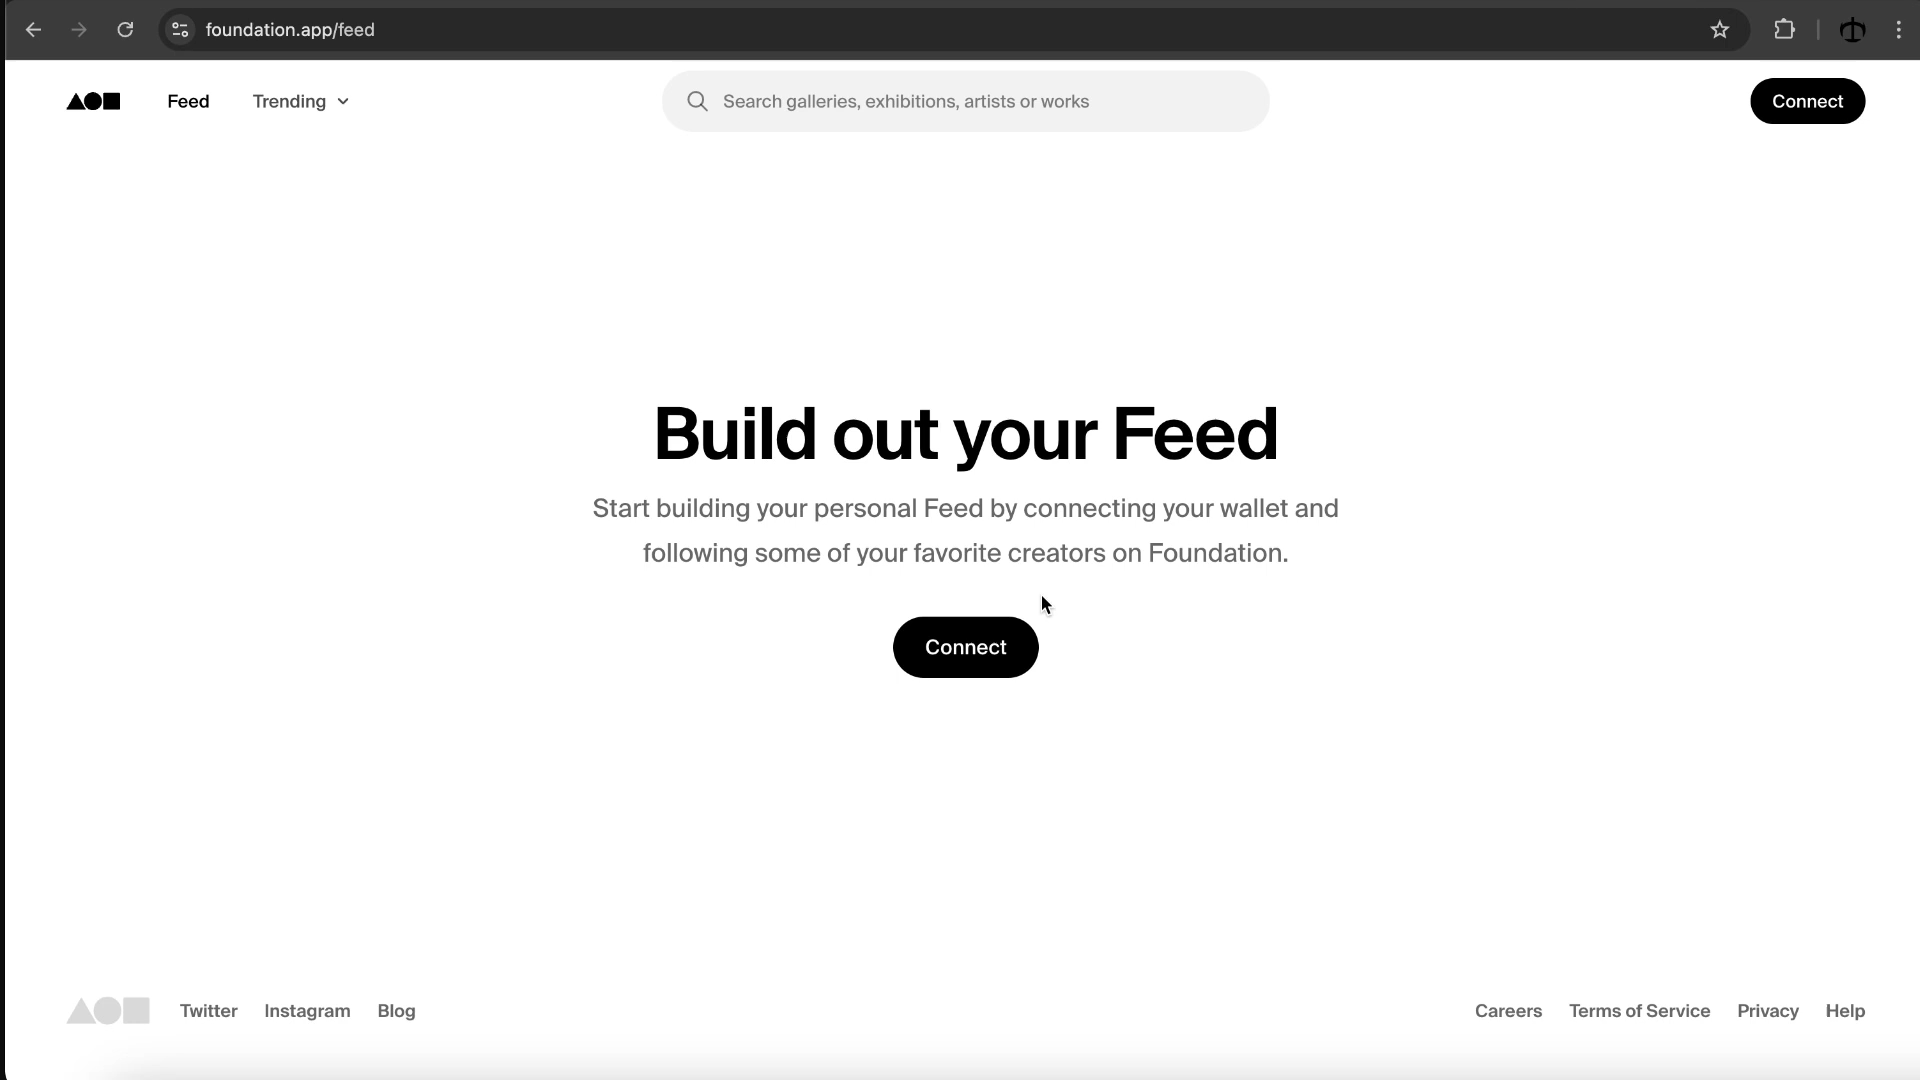 foundation.app/feed
Feed
Trending
Search galleries, exhibitions, artists or works
Connect
Build out your Feed
Start building your personal Feed by connecting your wallet and
following some of your favorite creators on Foundation.
Connect
Twitter
Instagram
Blog
Careers
Terms of Service
Privacy
Help